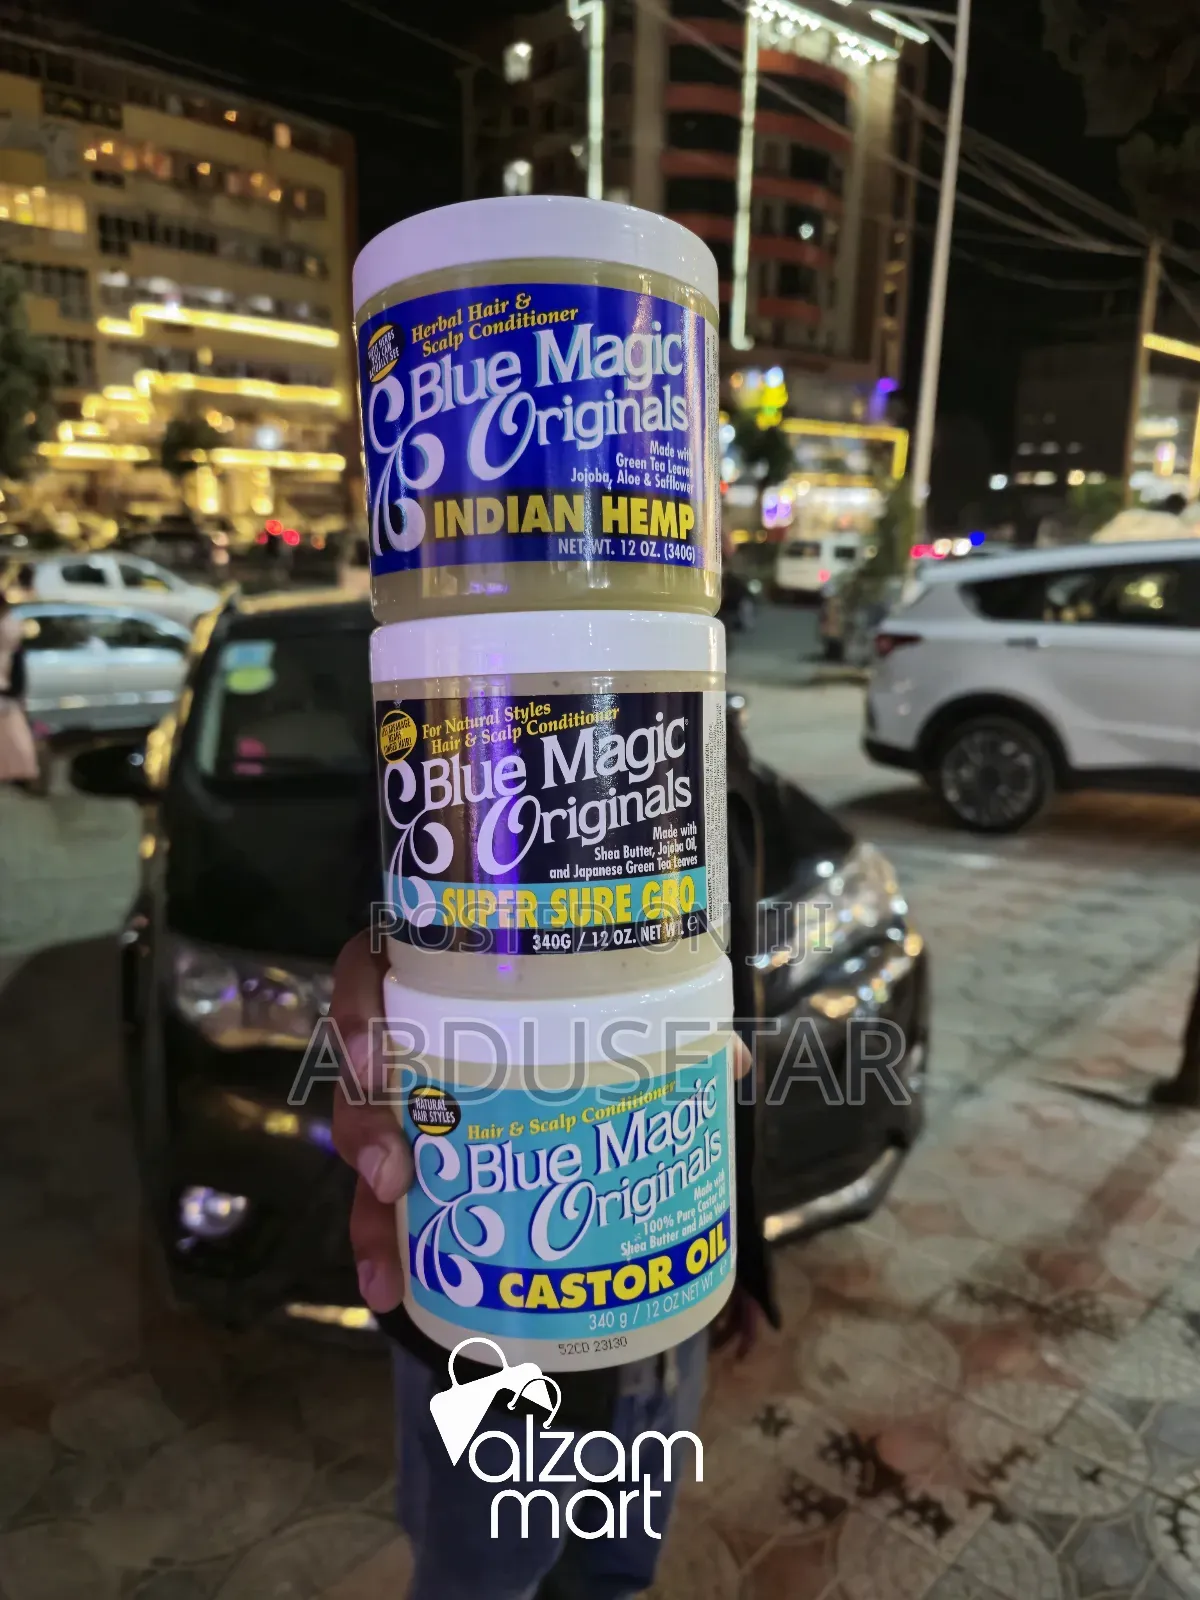 Herbal Hair &
Scalp Conditioner
Blue Magic
Originals
Made with
Green Tea Leaves
Jojoba, Aloe & Safflower
INDIAN HEMP
NET WT. 12 OZ. (340G)
For Natural Styles
Hair & Scalp Conditioner
Blue Magic
Originals
Made with
Shea Butter, Jojoba Oil,
and Japanese Green Tea Leaves
SUPER SURE GRO
340G / 12 OZ. NET WT. e
POSTED ON JIJI
ABDUSETAR
NATURAL
HAIR STYLES
Hair & Scalp Conditioner
Blue Magic
Originals
Made with
100% Pure Castor Oil
Shea Butter and Aloe Vera
CASTOR OIL
340 g / 12 OZ NET WT e
52CD 23130
alzam
mart